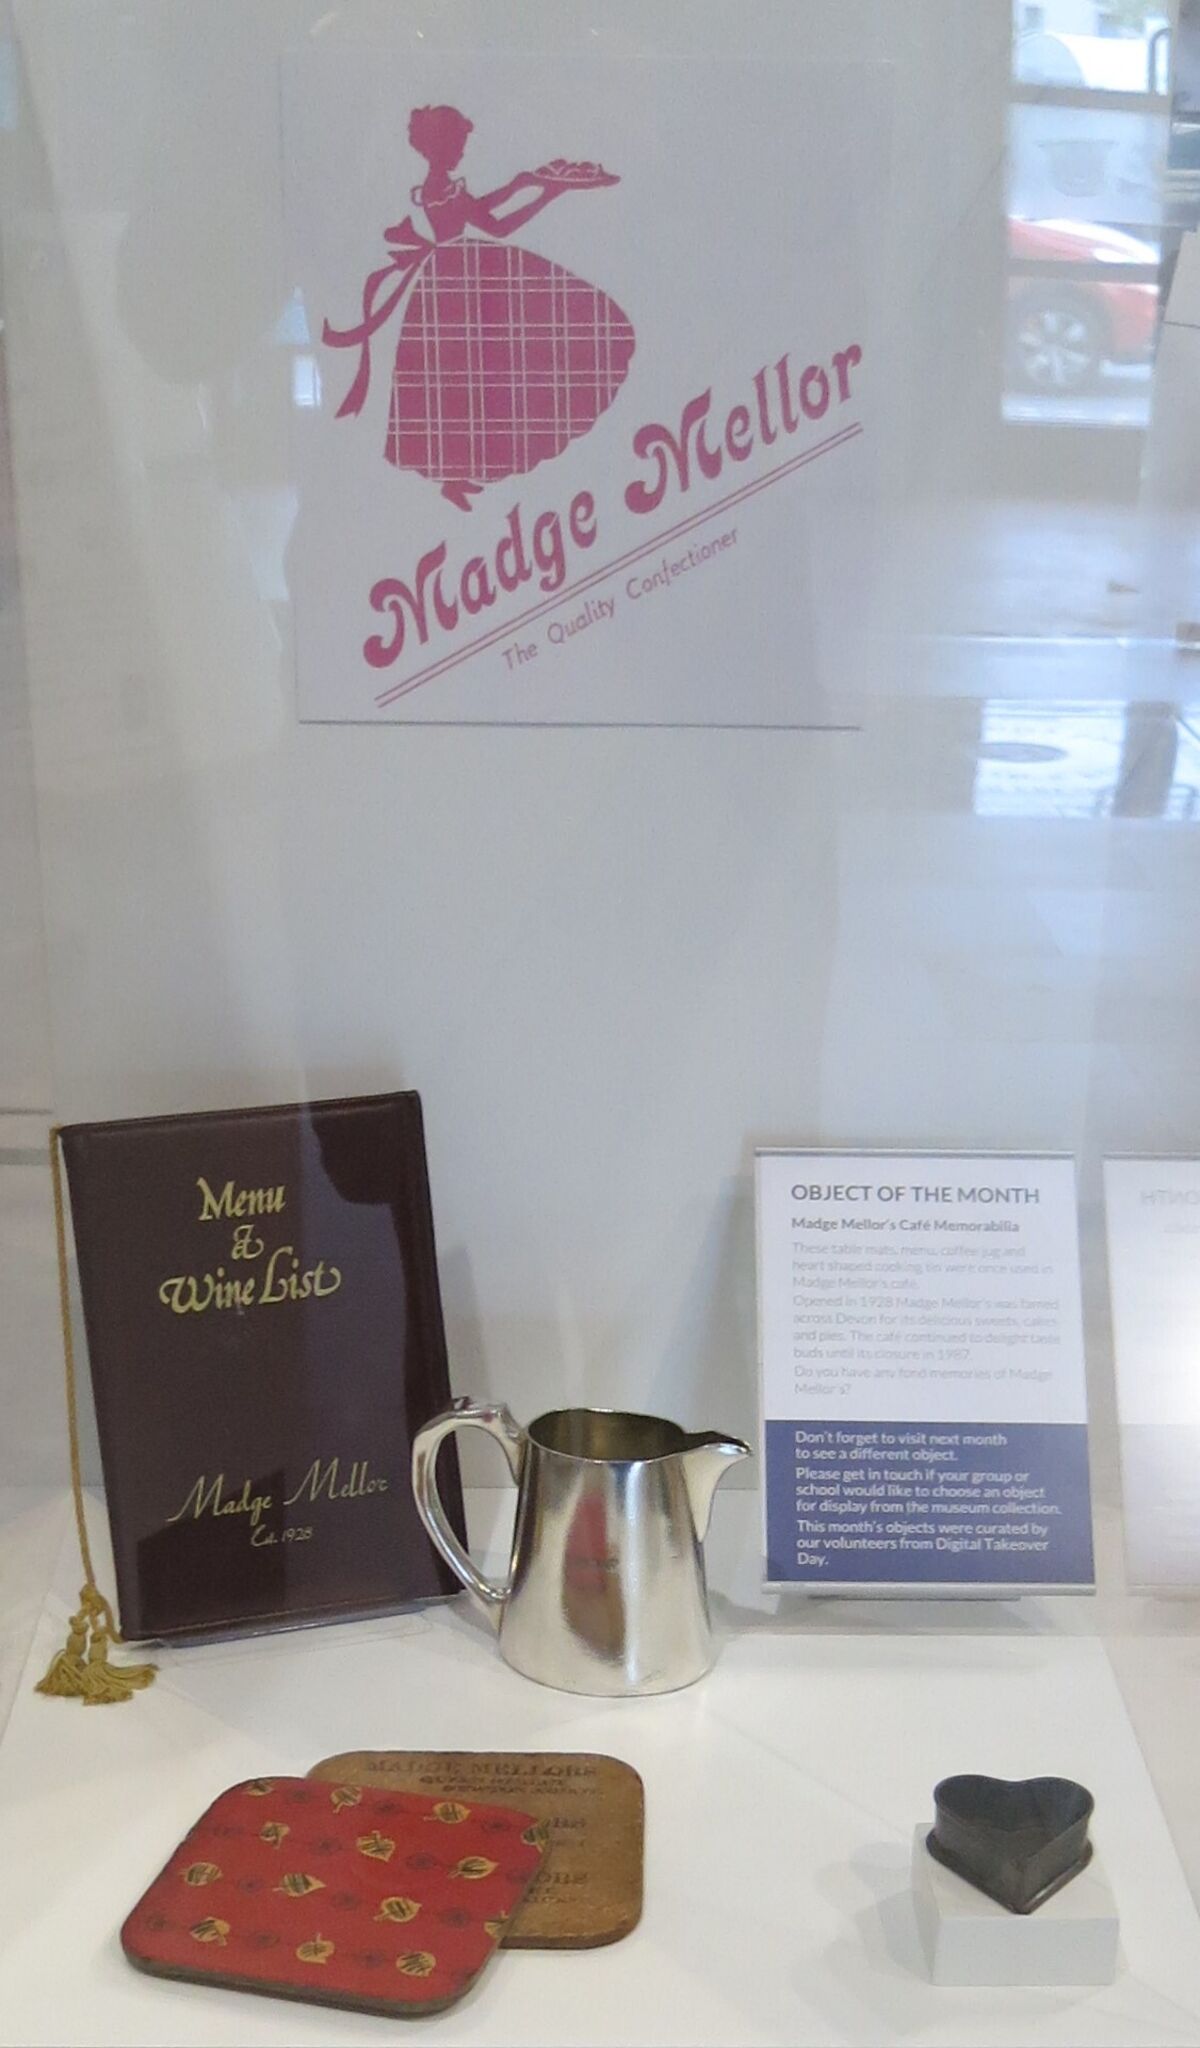 Madge Mellor
The Quality Confectioner
Menu
&
Wine List
Madge Mellor
Est. 1928
OBJECT OF THE MONTH
Madge Mellor's Café Memorabilia
These table mats, menu, coffee jug and
heart shaped cooking tin were once used in
Madge Mellor's café.
Opened in 1928 Madge Mellor's was famed
across Devon for its delicious sweets, cakes
and pies. The café continued to delight taste
buds until its closure in 1987.
Do you have any fond memories of Madge
Mellor's?
Don't forget to visit next month
to see a different object.
Please get in touch if your group or
school would like to choose an object
for display from the museum collection.
This month's objects were curated by
our volunteers from Digital Takeover
Day.
MADGE MELLORS